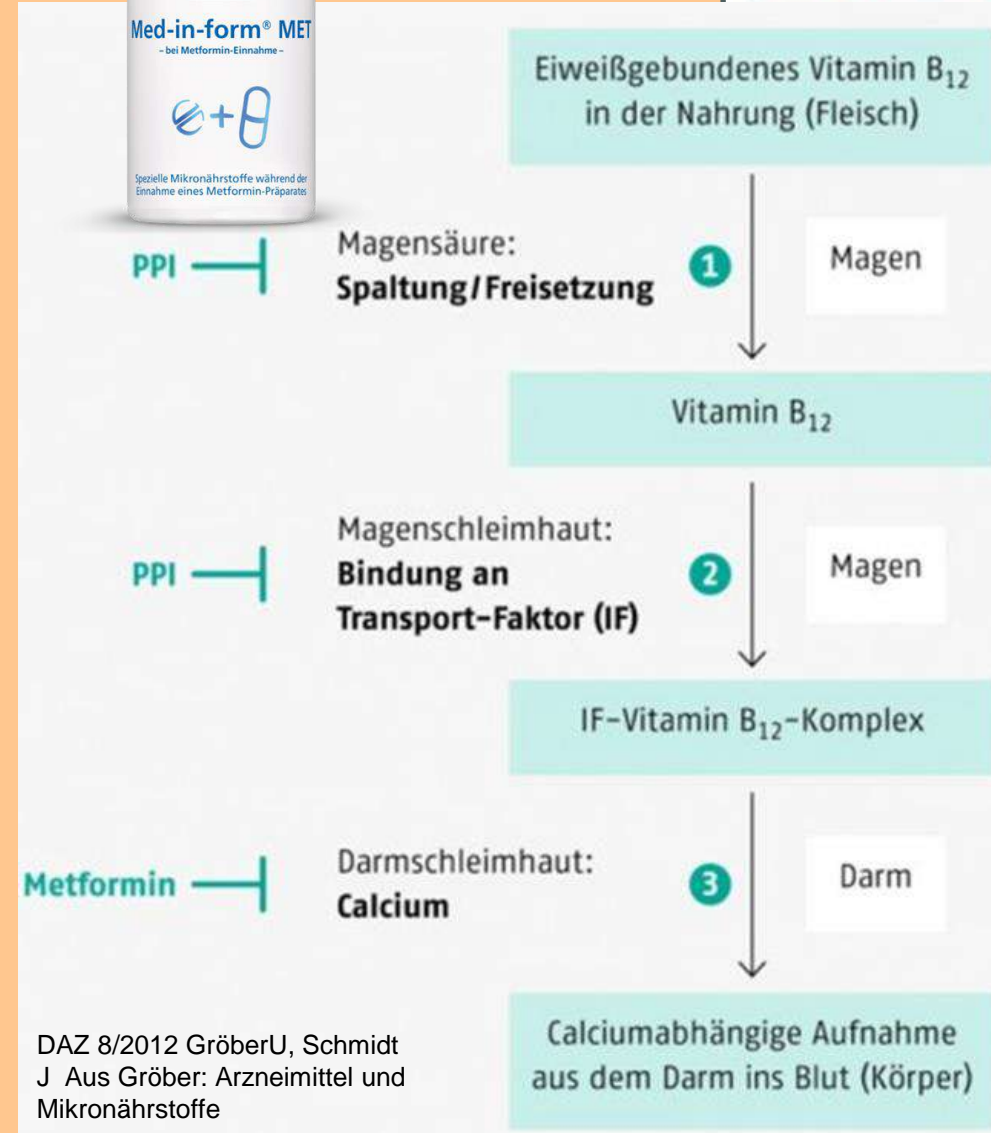 Med-in-form® MET
– bei Metformin-Einnahme –
Spezielle Mikronährstoffe während der
Einnahme eines Metformin-Präparates
Eiweißgebundenes Vitamin B₁₂
in der Nahrung (Fleisch)
PPI
Magensäure:
Spaltung/Freisetzung
1
Magen
Vitamin B₁₂
PPI
Magenschleimhaut:
Bindung an
Transport-Faktor (IF)
2
Magen
IF-Vitamin B₁₂-Komplex
Metformin
Darmschleimhaut:
Calcium
3
Darm
Calciumabhängige Aufnahme
aus dem Darm ins Blut (Körper)
DAZ 8/2012 GröberU, Schmidt
J Aus Gröber: Arzneimittel und
Mikronährstoffe